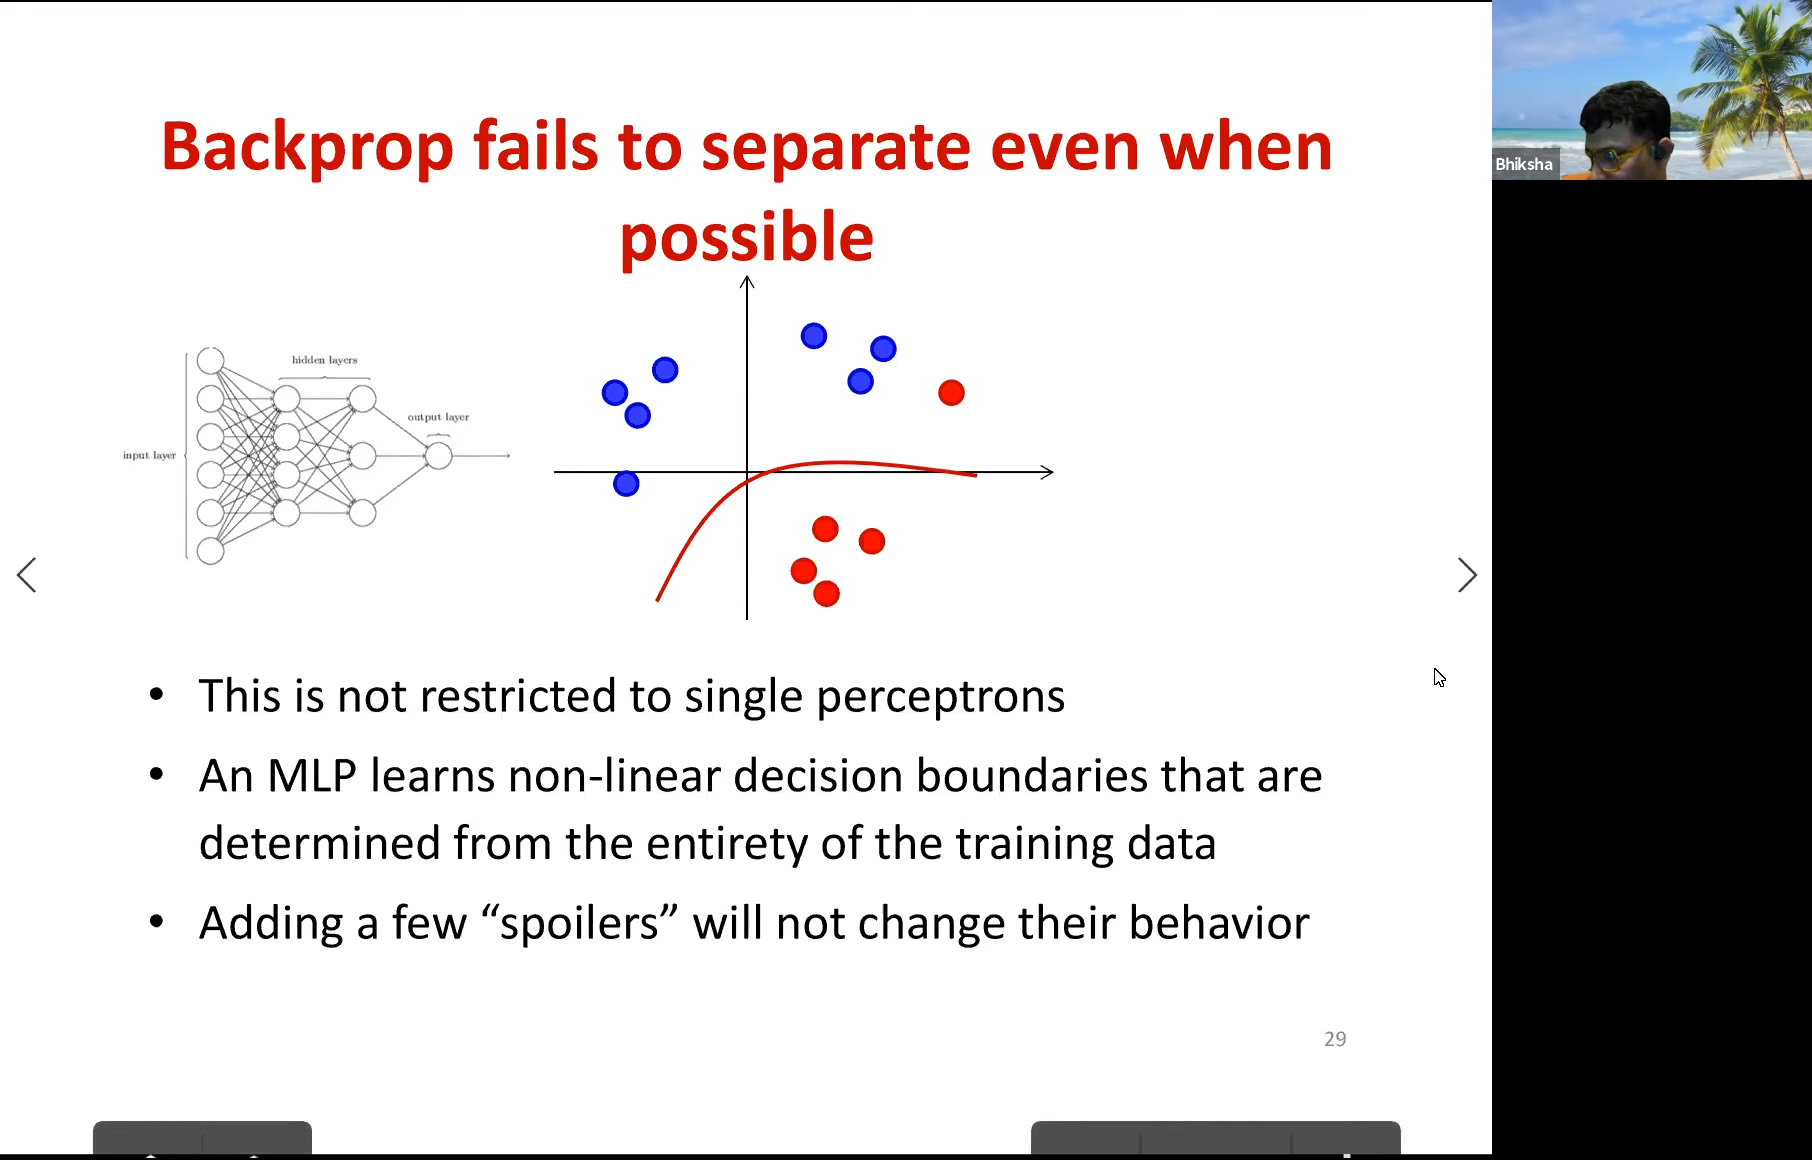 Backprop fails to separate even when
possible
Bhiksha
hidden layers
output layer
input layer
• This is not restricted to single perceptrons
• An MLP learns non-linear decision boundaries that are
determined from the entirety of the training data
• Adding a few “spoilers” will not change their behavior
29